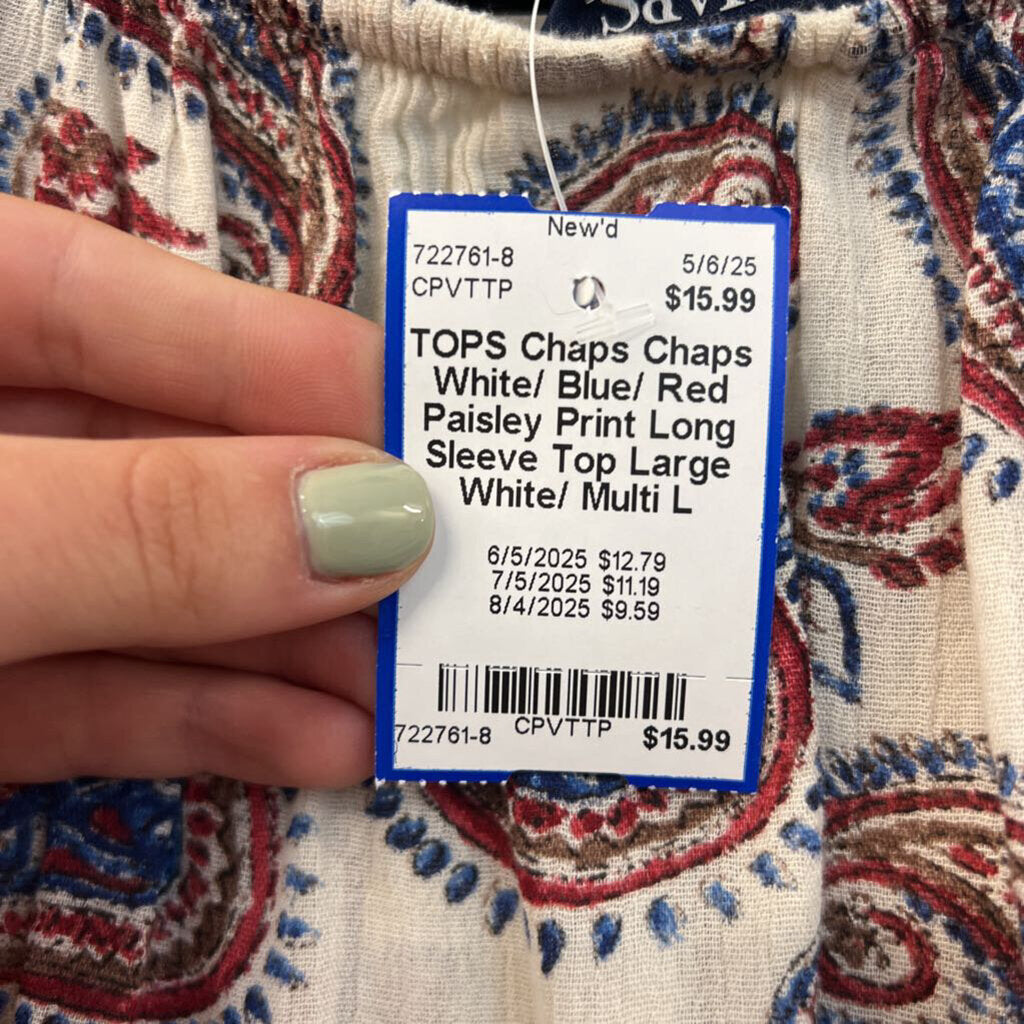 New'd
722761-8 5/6/25
CPVTTP $15.99
TOPS Chaps Chaps
White/ Blue/ Red
Paisley Print Long
Sleeve Top Large
White/ Multi L
6/5/2025 $12.79
7/5/2025 $11.19
8/4/2025 $9.59
722761-8 CPVTTP $15.99